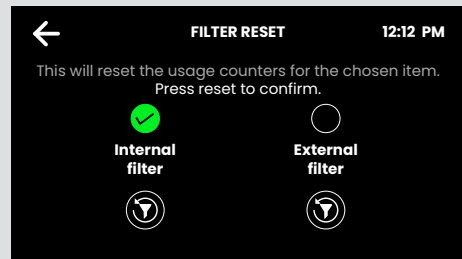 FILTER RESET
12:12 PM
This will reset the usage counters for the chosen item.
Press reset to confirm.
Internal
filter
External
filter